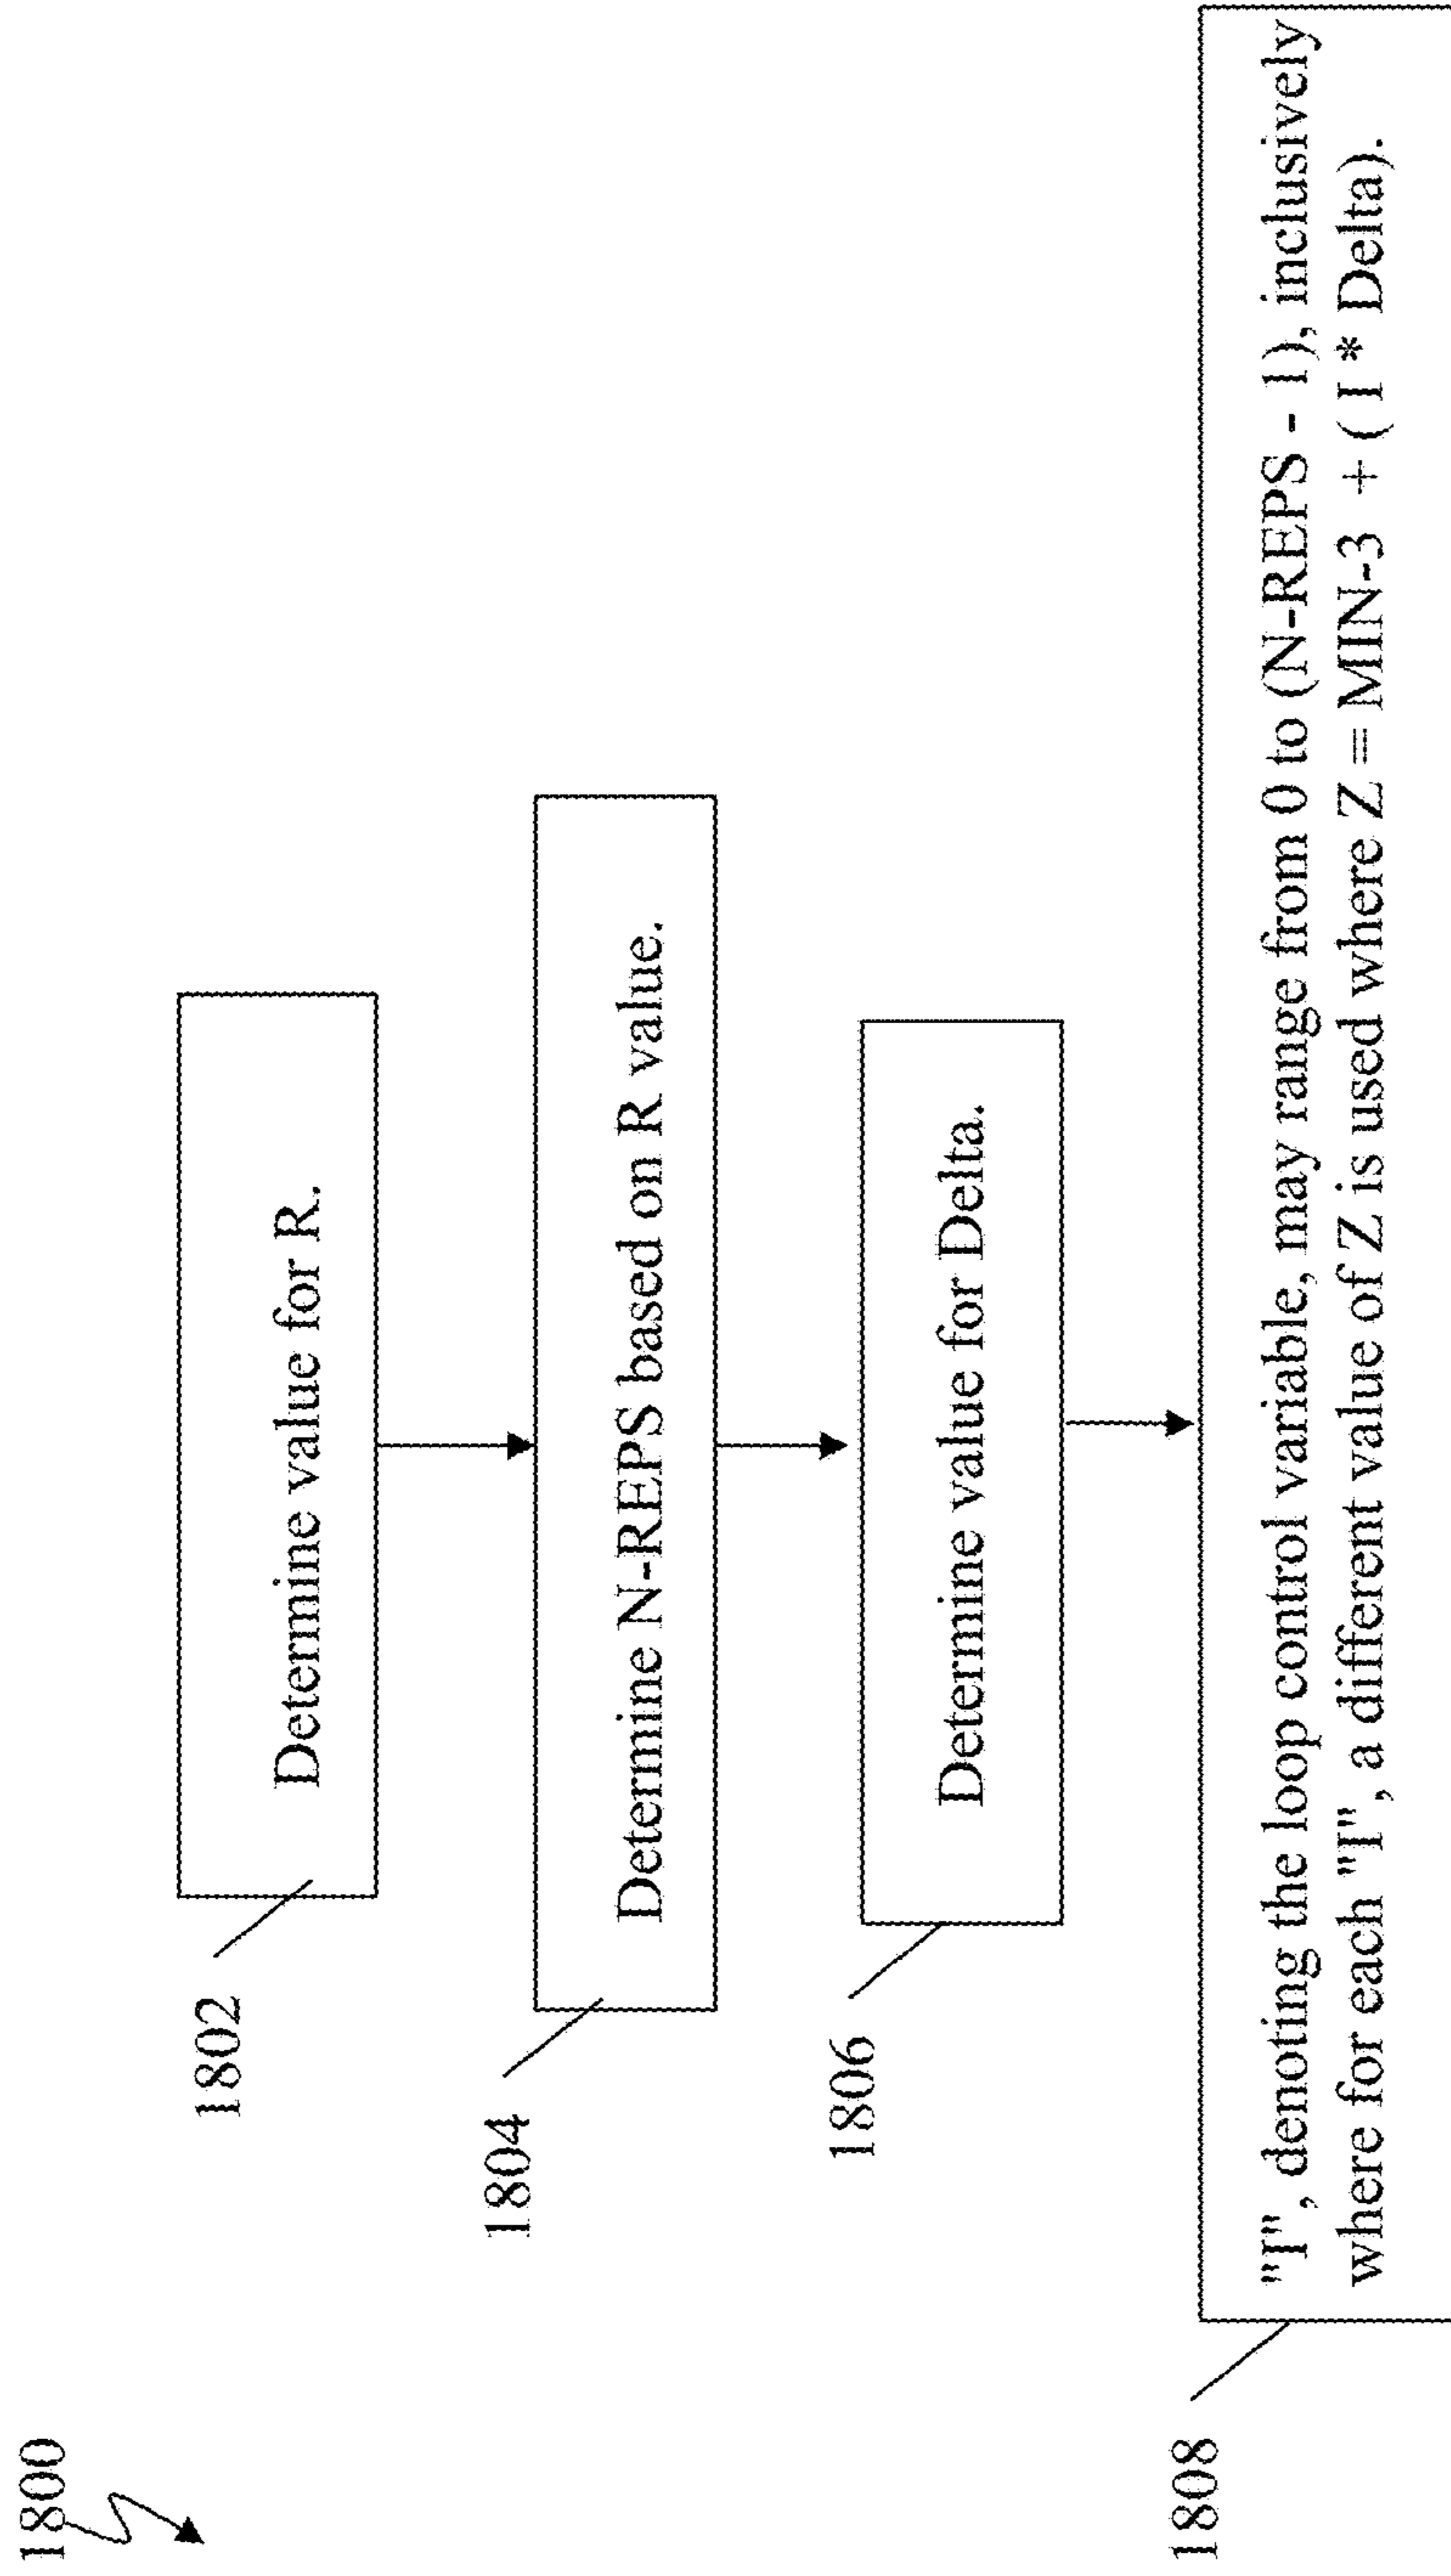 1800
1802
Determine value for R.
1804
Determine N-REPS based on R value.
1806
Determine value for Delta.
1808
"I", denoting the loop control variable, may range from 0 to (N-REPS - 1), inclusively
where for each "I", a different value of Z is used where Z = MIN-3 + ( I * Delta).